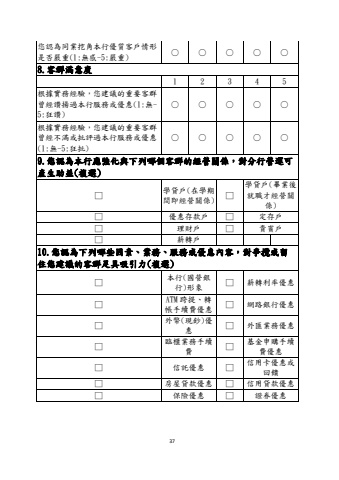 您認為同業挖角本行優質客戶情形 ○ ○ ○ ○ ○
是否嚴重(1:無感-5:嚴重)
8.客群滿意度
1 2 3 4 5
根據實務經驗，您建議的重要客群 ○ ○ ○ ○ ○
曾經讚揚過本行服務或優惠(1:無-
5:狂讚)
根據實務經驗，您建議的重要客群 ○ ○ ○ ○ ○
曾經不滿或批評過本行服務或優惠
(1:無-5:狂批)
9.您認為本行應強化與下列哪個客群的經營關係，對分行營運可
產生助益(複選)
□ 學貸戶(在學期 □ 學貸戶(畢業後
間即經營關係) 就職才經營關
係)
□ 優惠存款戶 □ 定存戶
□ 理財戶 □ 貴賓戶
□ 薪轉戶
10.您認為下列哪些因素、業務、服務或優惠內容，對爭攬或留
住您建議的客群是具吸引力(複選)
□ 本行(國營銀 □ 薪轉利率優惠
行)形象
□ ATM 跨提、轉 □ 網路銀行優惠
帳手續費優惠
□ 外幣(現鈔)優 □ 外匯業務優惠
惠
□ 臨櫃業務手續 □ 基金申購手續
費 費優惠
□ 信託優惠 □ 信用卡優惠或
回饋
□ 房屋貸款優惠 □ 信用貸款優惠
□ 保險優惠 □ 證券優惠
37